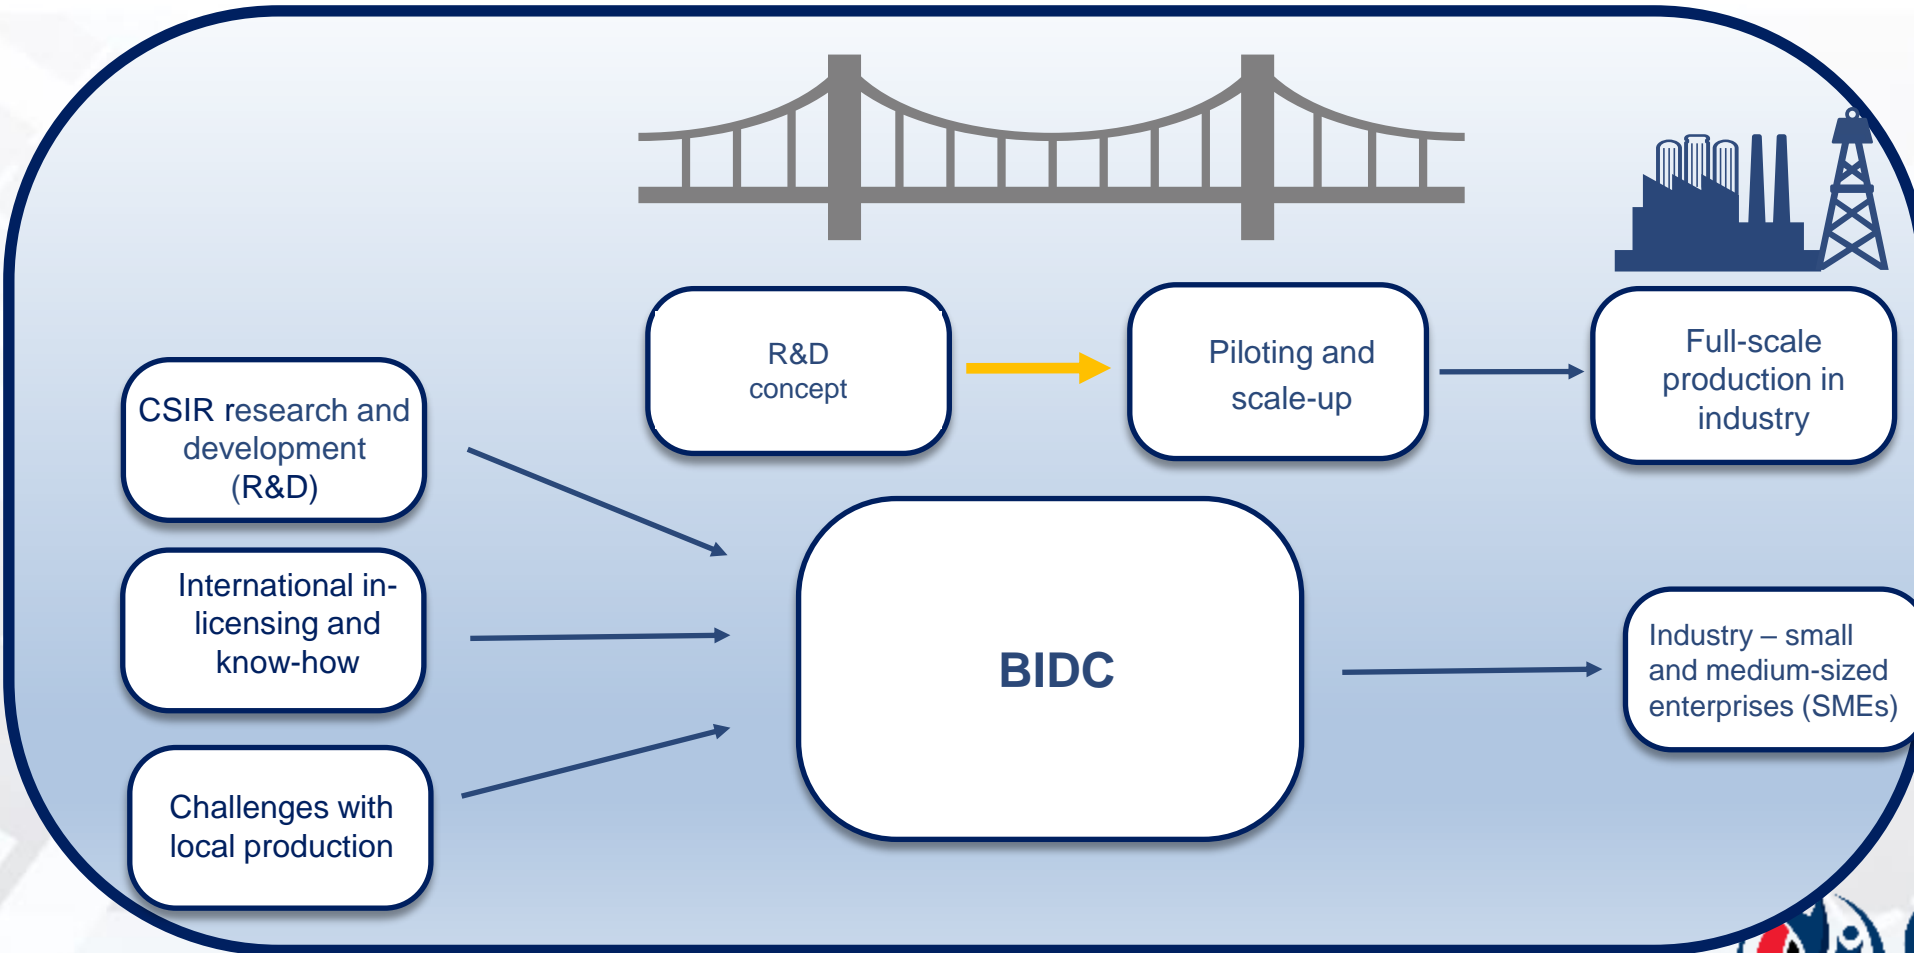 R&D
concept
Piloting and
scale-up
Full-scale
production in
industry
CSIR research and
development
(R&D)
International in-
licensing and
know-how
Challenges with
local production
BIDC
Industry – small
and medium-sized
enterprises (SMEs)